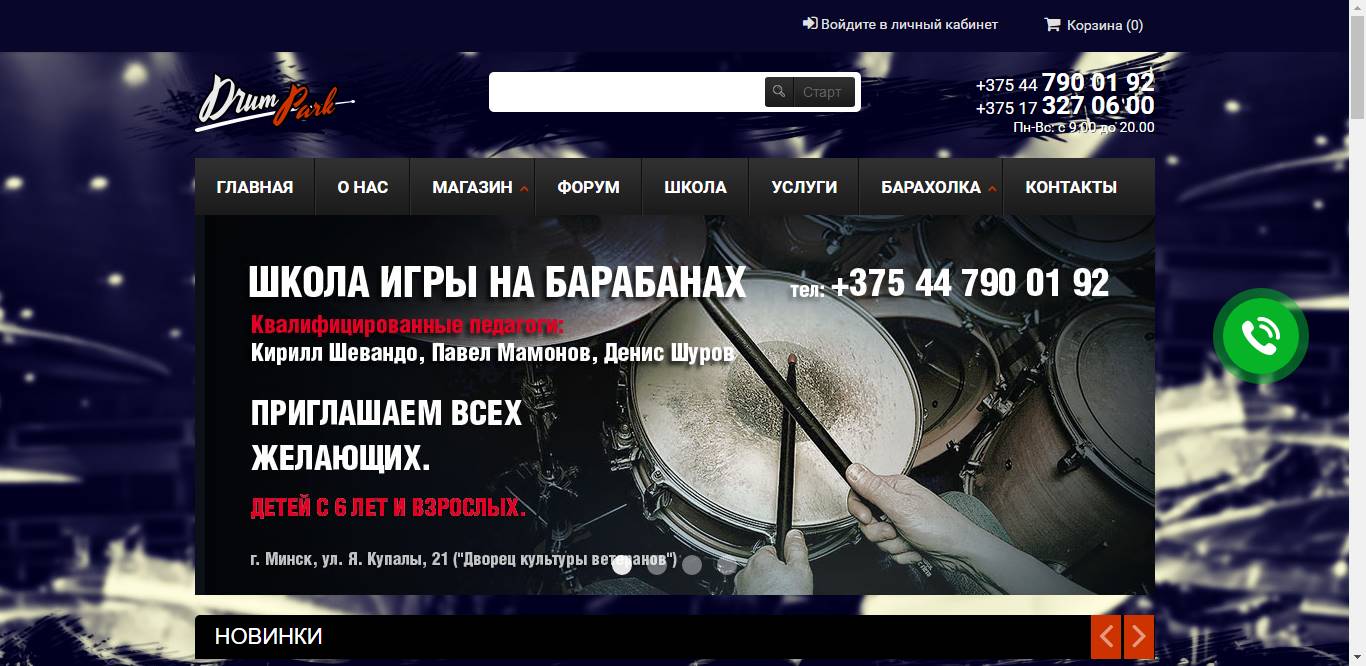 Войдите в личный кабинет
Корзина (0)
Drum Park
Старт
+375 44 790 01 92
+375 17 327 06 00
Пн-Вс: с 9.00 до 20.00
ГЛАВНАЯ
О НАС
МАГАЗИН
ФОРУМ
ШКОЛА
УСЛУГИ
БАРАХОЛКА
КОНТАКТЫ
ШКОЛА ИГРЫ НА БАРАБАНАХ
тел: +375 44 790 01 92
Квалифицированные педагоги:
Кирилл Шевандо, Павел Мамонов, Денис Шуров
ПРИГЛАШАЕМ ВСЕХ
ЖЕЛАЮЩИХ.
ДЕТЕЙ С 6 ЛЕТ И ВЗРОСЛЫХ.
г. Минск, ул. Я. Купалы, 21 ("Дворец культуры ветеранов")
НОВИНКИ